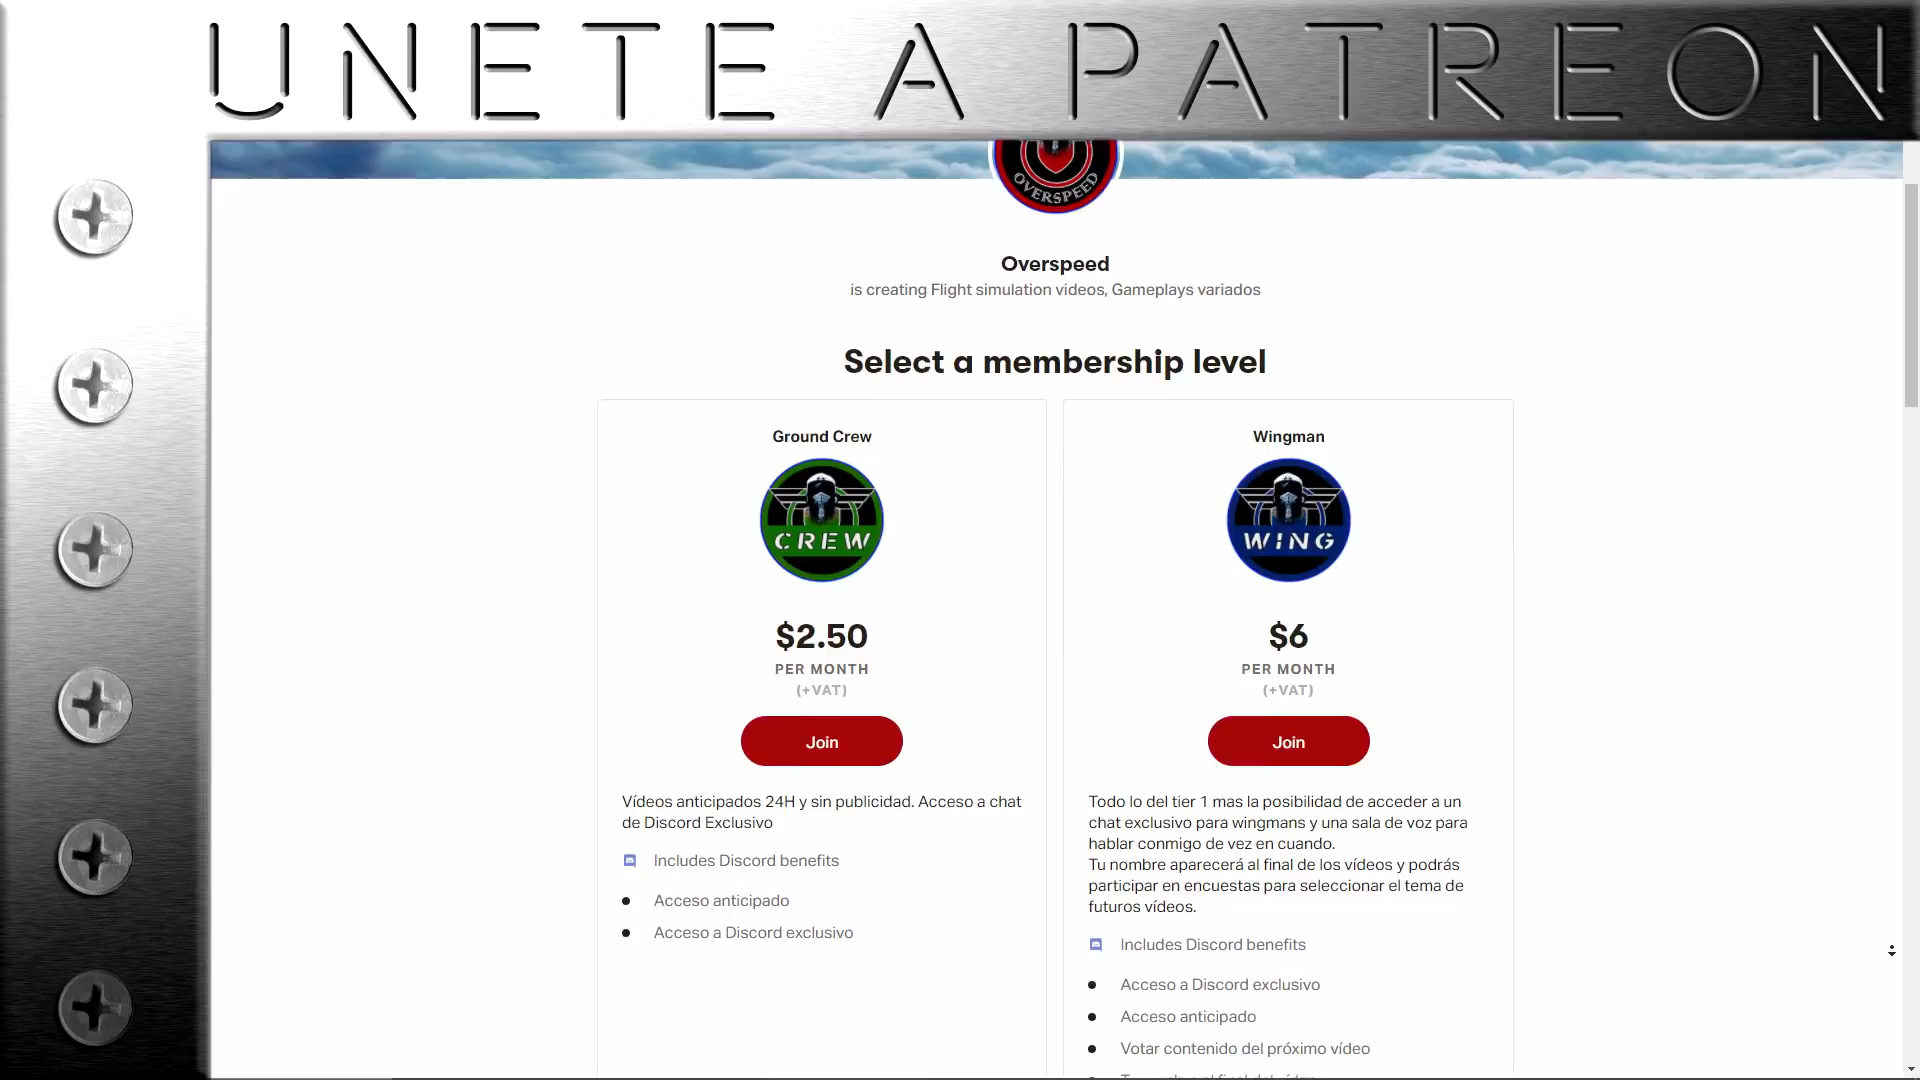 UNETE A PATREON
OVERSPEED
Overspeed
is creating Flight simulation videos, Gameplays variados
Select a membership level
Ground Crew
CREW
$2.50
PER MONTH
(+VAT)
Join
Vídeos anticipados 24H y sin publicidad. Acceso a chat
de Discord Exclusivo
Includes Discord benefits
Acceso anticipado
Acceso a Discord exclusivo
Wingman
WING
$6
PER MONTH
(+VAT)
Join
Todo lo del tier 1 mas la posibilidad de acceder a un
chat exclusivo para wingmans y una sala de voz para
hablar conmigo de vez en cuando.
Tu nombre aparecerá al final de los vídeos y podrás
participar en encuestas para seleccionar el tema de
futuros vídeos.
Includes Discord benefits
Acceso a Discord exclusivo
Acceso anticipado
Votar contenido del próximo vídeo